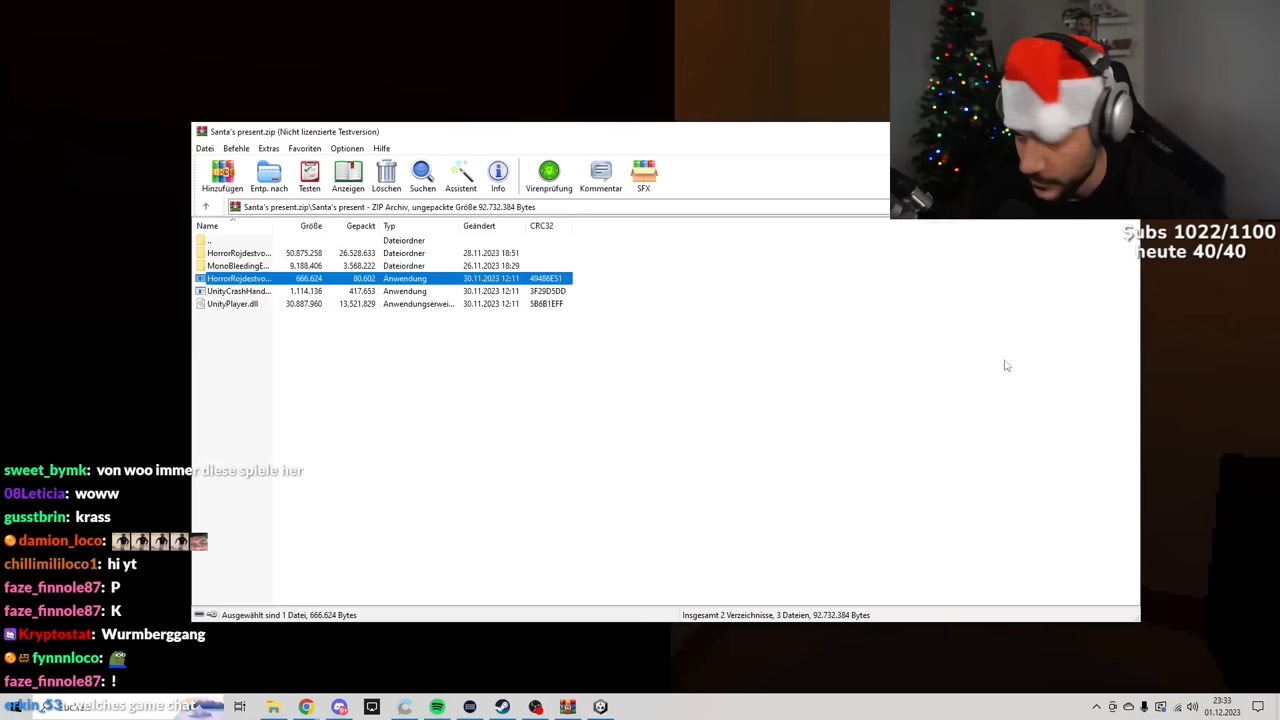 Santa's present.zip (Nicht lizenzierte Testversion)
Datei Befehle Extras Favoriten Optionen Hilfe
Hinzufügen Entp. nach Testen Anzeigen Löschen Suchen Assistent Info Virenprüfung Kommentar SFX
Santa's present.zip\Santa's present - ZIP Archiv, ungepackte Größe 92.732.384 Bytes
Name Größe Gepackt Typ Geändert CRC32
.. Dateiordner
HorrorRojdestvo... 50.875.258 26.528.633 Dateiordner 28.11.2023 18:51
MonoBleedingE... 9.188.406 3.568.222 Dateiordner 26.11.2023 18:29
HorrorRojdestvo... 666.624 80.602 Anwendung 30.11.2023 12:11 49486E51
UnityCrashHand... 1.114.136 417.653 Anwendung 30.11.2023 12:11 3F29D5DD
UnityPlayer.dll 30.887.960 13.521.829 Anwendungserwei... 30.11.2023 12:11 5B6B1EFF
Subs 1022/1100
heute 40/40
sweet_bymk: von woo immer diese spiele her
08Leticia: woww
gusstbrin: krass
damion_loco:
chillimililoco1: hi yt
faze_finnole87: P
faze_finnole87: K
Kryptostat: Wurmberggang
fynnnloco:
faze_finnole87: !
erkin_53: welches game chat
Ausgewählt sind 1 Datei, 666.624 Bytes
Insgesamt 2 Verzeichnisse, 3 Dateien, 92.732.384 Bytes
23:33
01.12.2023